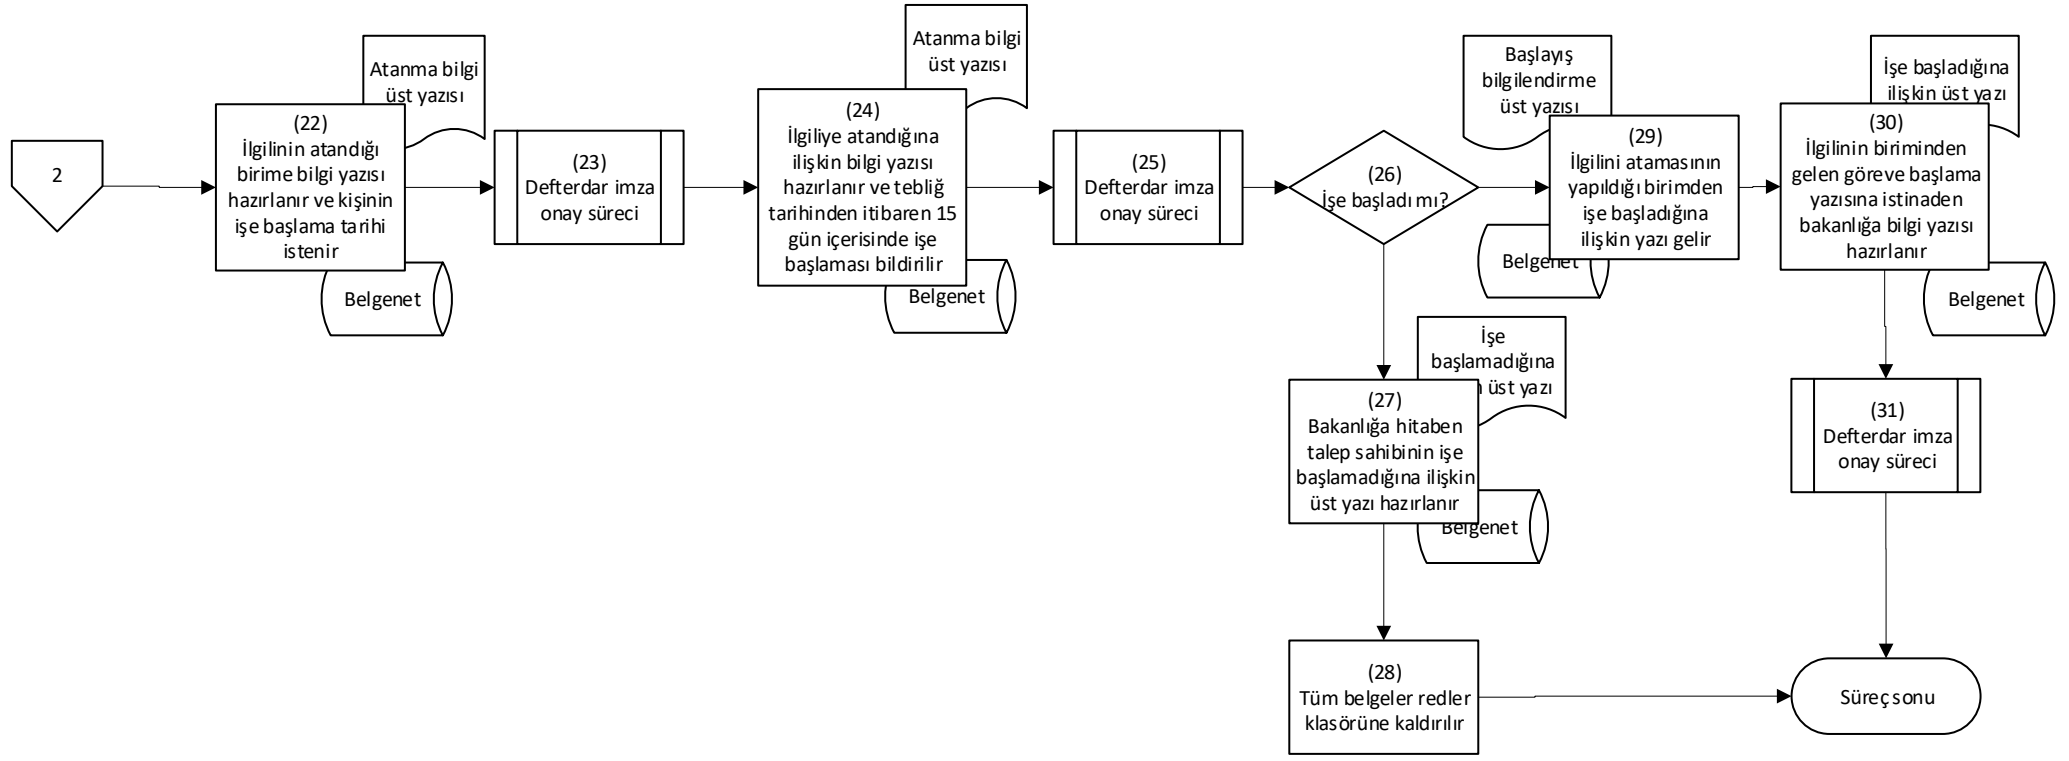 2
Atanma bilgi
üst yazısı
(22)
İlgilinin atandığı
birime bilgi yazısı
hazırlanır ve kişinin
işe başlama tarihi
istenir
Belgenet
(23)
Defterdar imza
onay süreci
Atanma bilgi
üst yazısı
(24)
İlgiliye atandığına
ilişkin bilgi yazısı
hazırlanır ve tebliğ
tarihinden itibaren 15
gün içerisinde işe
başlaması bildirilir
Belgenet
(25)
Defterdar imza
onay süreci
(26)
İşe başladı mı?
Başlayış
bilgilendirme
üst yazısı
(29)
İlgilini atamasının
yapıldığı birimden
işe başladığına
ilişkin yazı gelir
Belgenet
İşe başladığına
ilişkin üst yazı
(30)
İlgilinin biriminden
gelen göreve başlama
yazısına istinaden
bakanlığa bilgi yazısı
hazırlanır
Belgenet
İşe
başlamadığına
üst yazı
(27)
Bakanlığa hitaben
talep sahibinin işe
başlamadığına ilişkin
üst yazı hazırlanır
Belgenet
(31)
Defterdar imza
onay süreci
(28)
Tüm belgeler redler
klasörüne kaldırılır
Süreç sonu